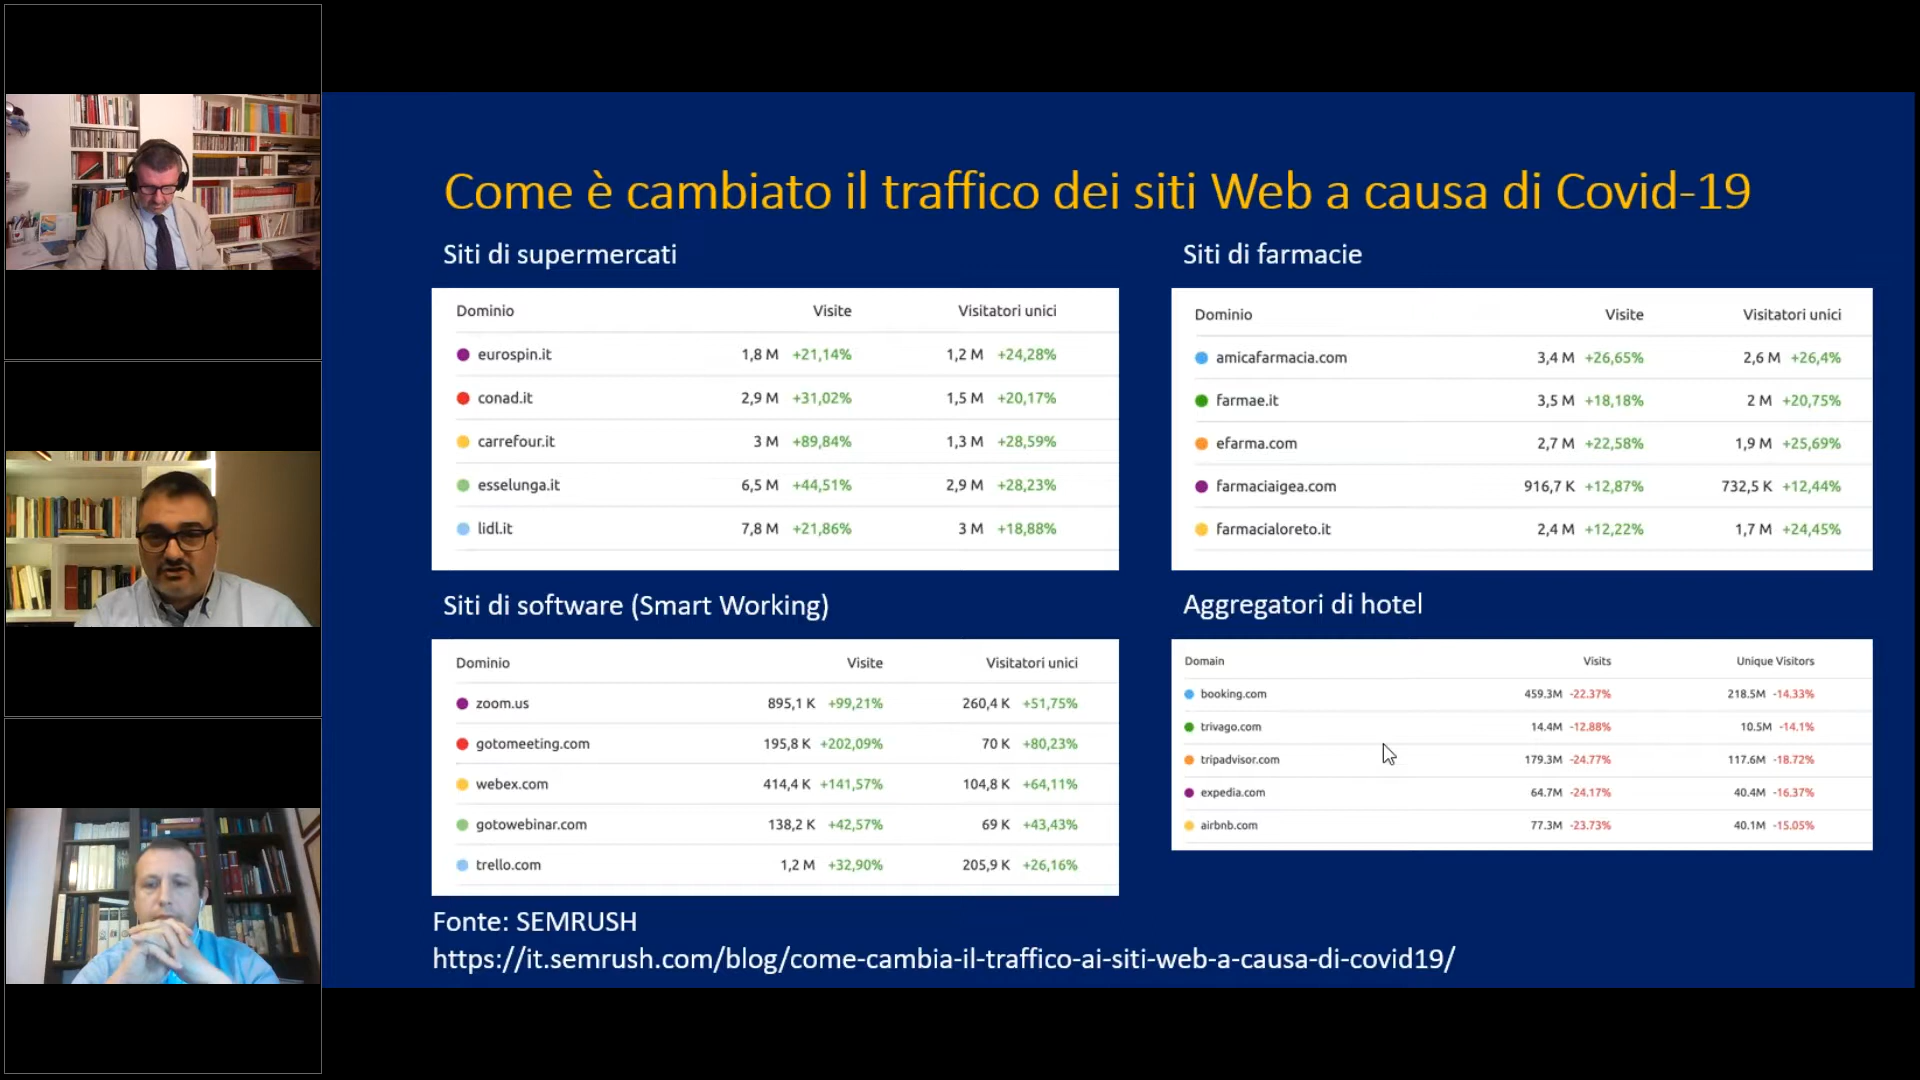 Come è cambiato il traffico dei siti Web a causa di Covid-19
Siti di supermercati
Dominio Visite Visitatori unici
eurospin.it 1,8 M +21,14% 1,2 M +24,28%
conad.it 2,9 M +31,02% 1,5 M +20,17%
carrefour.it 3 M +89,84% 1,3 M +28,59%
esselunga.it 6,5 M +44,51% 2,9 M +28,23%
lidl.it 7,8 M +21,86% 3 M +18,88%
Siti di farmacie
Dominio Visite Visitatori unici
amicafarmacia.com 3,4 M +26,65% 2,6 M +26,4%
farmae.it 3,5 M +18,18% 2 M +20,75%
efarma.com 2,7 M +22,58% 1,9 M +25,69%
farmaciaigea.com 916,7 K +12,87% 732,5 K +12,44%
farmacialoreto.it 2,4 M +12,22% 1,7 M +24,45%
Siti di software (Smart Working)
Dominio Visite Visitatori unici
zoom.us 895,1 K +99,21% 260,4 K +51,75%
gotomeeting.com 195,8 K +202,09% 70 K +80,23%
webex.com 414,4 K +141,57% 104,8 K +64,11%
gotowebinar.com 138,2 K +42,57% 69 K +43,43%
trello.com 1,2 M +32,90% 205,9 K +26,16%
Aggregatori di hotel
Domain Visits Unique Visitors
booking.com 459.3M -22.37% 218.5M -14.33%
trivago.com 14.4M -12.88% 10.5M -14.1%
tripadvisor.com 179.3M -24.77% 117.6M -18.72%
expedia.com 64.7M -24.17% 40.4M -16.37%
airbnb.com 77.3M -23.73% 40.1M -15.05%
Fonte: SEMRUSH
https://it.semrush.com/blog/come-cambia-il-traffico-ai-siti-web-a-causa-di-covid19/